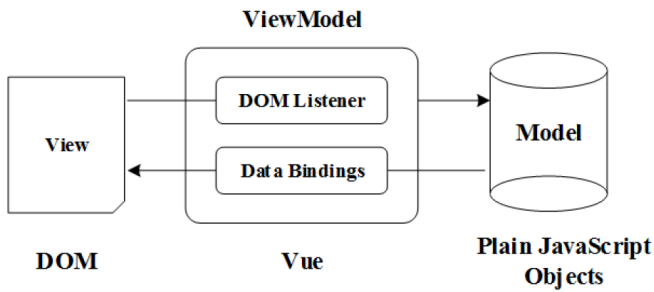 ViewModel
DOM Listener
View
Model
Data Bindings
DOM
Vue
Plain JavaScript
Objects